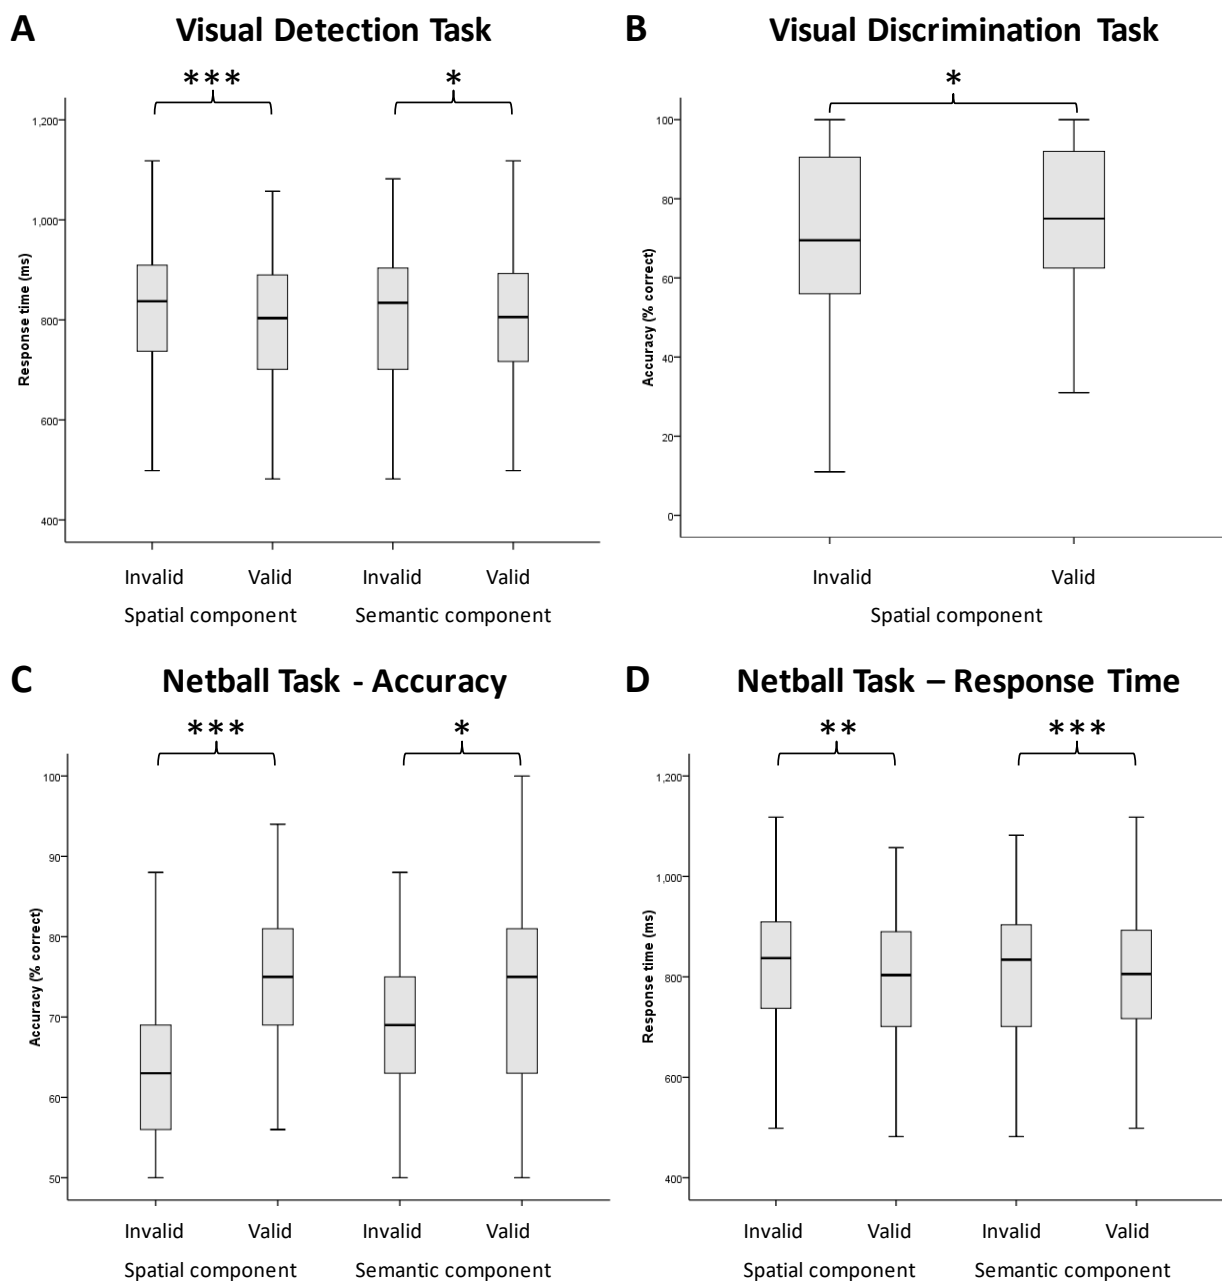 A Visual Detection Task
*** *
Response time (ms)
1,200
1,000
800
600
400
Invalid Valid Invalid Valid
Spatial component Semantic component
B Visual Discrimination Task
*
Accuracy (% correct)
100
80
60
40
20
0
Invalid Valid
Spatial component
C Netball Task - Accuracy
*** *
Accuracy (% correct)
100
90
80
70
60
50
Invalid Valid Invalid Valid
Spatial component Semantic component
D Netball Task – Response Time
** ***
Response time (ms)
1,200
1,000
800
600
400
Invalid Valid Invalid Valid
Spatial component Semantic component